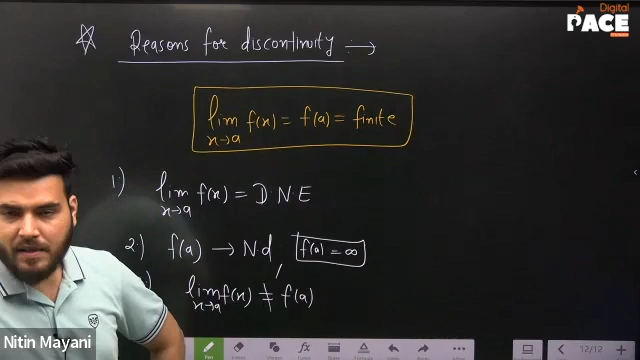 Digital
PACE
☆ Reasons for discontinuity :→
lim x→a f(x) = f(a) = finite
1) lim x→a f(x) = D.N.E
2) f(a) → Nd f(a) = ∞
) lim x→a f(x) ≠ f(a)
Nitin Mayani
12/12